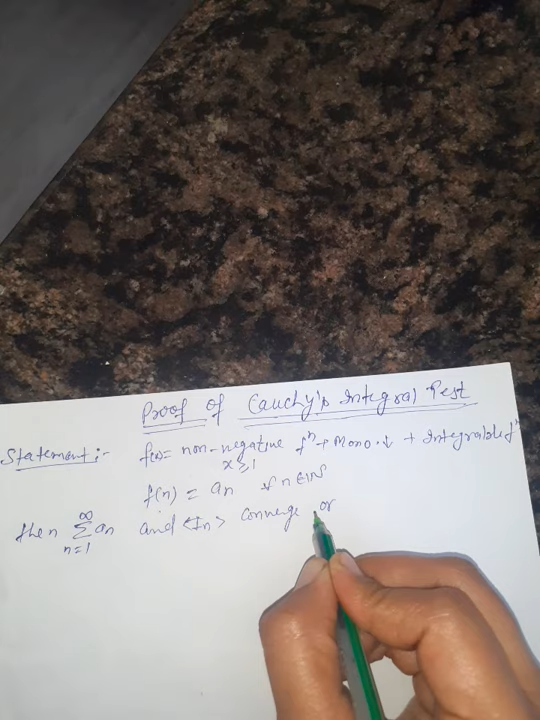 Proof of Cauchy's Integral Test
Statement:- f(x) = non-negative fⁿ + Mono.↓ + Integrable fⁿ
x ≥ 1
f(n) = an ∀ n ∈ N
then ∑ an and <In> converge or
∞
n=1